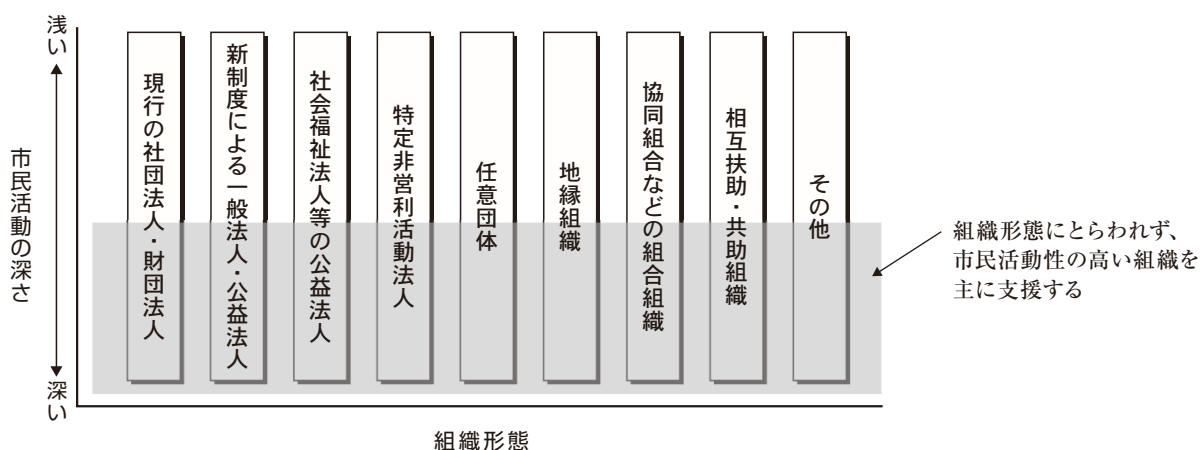 浅い
市民活動の深さ
深い
現行の社団法人・財団法人
新制度による一般法人・公益法人
社会福祉法人等の公益法人
特定非営利活動法人
任意団体
地縁組織
協同組合などの組合組織
相互扶助・共助組織
その他
組織形態にとらわれず、
市民活動性の高い組織を
主に支援する
組織形態